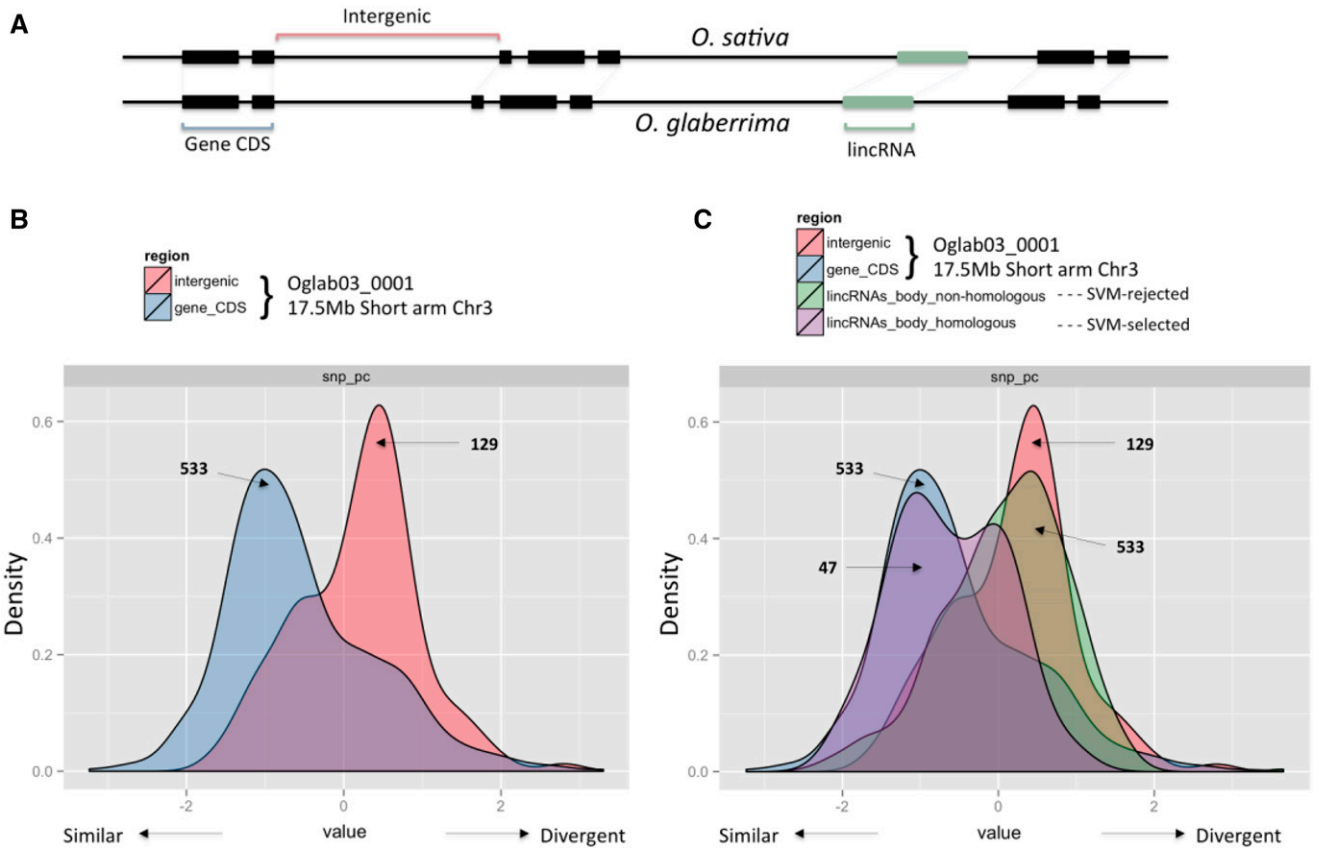 A
Intergenic
O. sativa
O. glaberrima
Gene CDS
lincRNA
B
region
intergenic
gene_CDS
}
Oglab03_0001
17.5Mb Short arm Chr3
snp_pc
0.6
0.4
0.2
0.0
Density
533
129
-2
0
2
Similar
value
Divergent
C
region
intergenic
gene_CDS
}
Oglab03_0001
17.5Mb Short arm Chr3
lincRNAs_body_non-homologous
--- SVM-rejected
lincRNAs_body_homologous
--- SVM-selected
snp_pc
0.6
0.4
0.2
0.0
Density
533
129
533
47
-2
0
2
Similar
value
Divergent